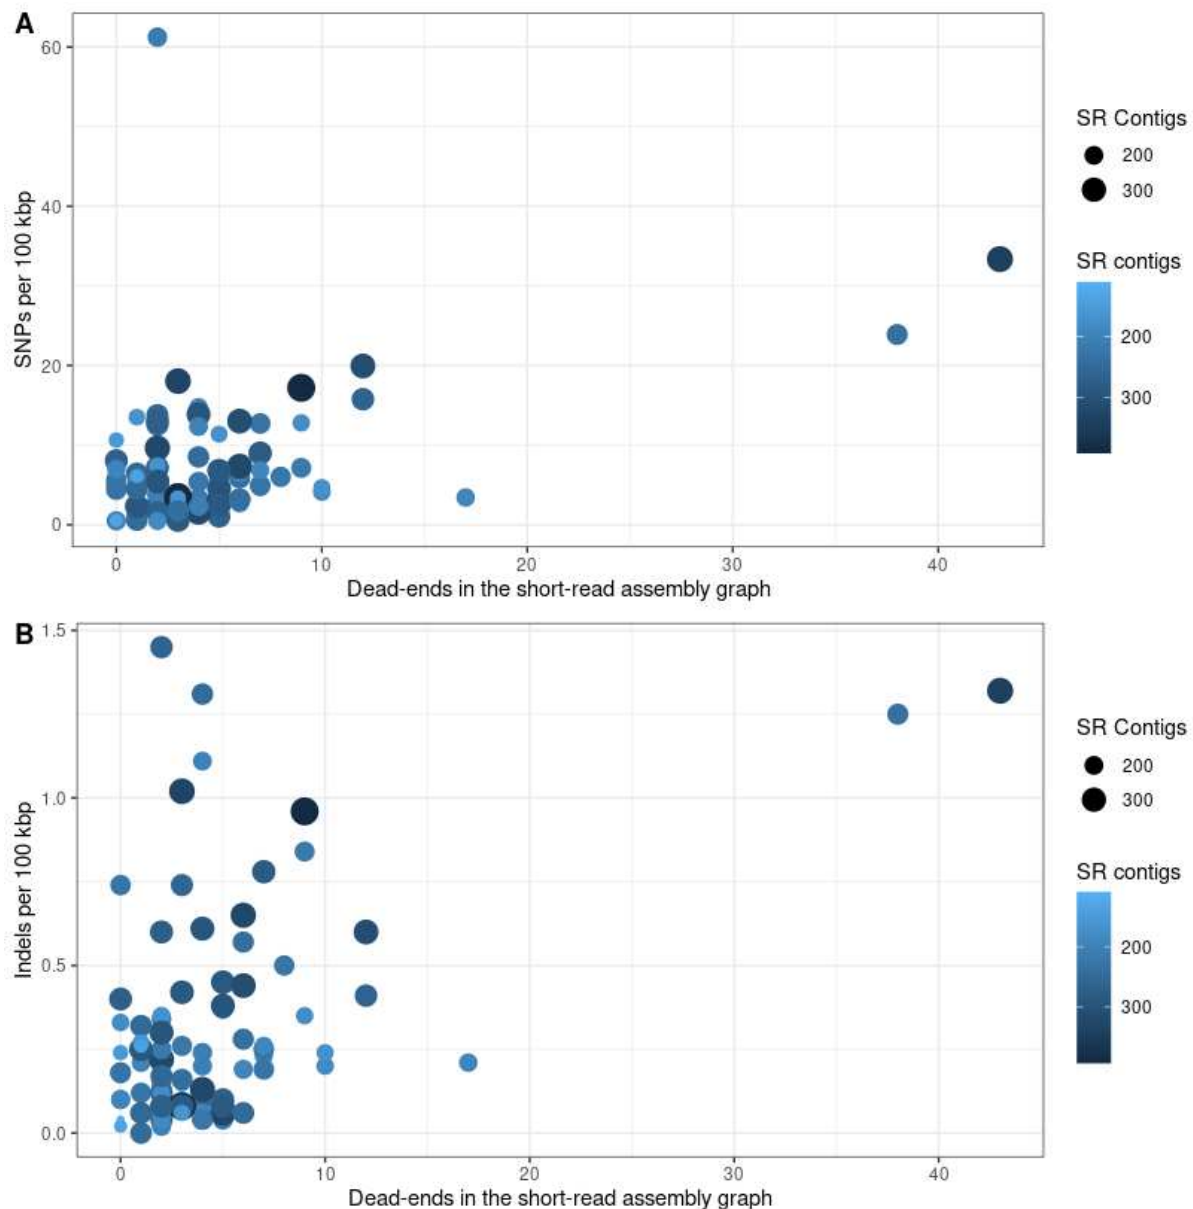 A
SNPs per 100 kbp
60
40
20
0
0 10 20 30 40
Dead-ends in the short-read assembly graph
SR Contigs
200
300
SR contigs
200
300
B
Indels per 100 kbp
1.5
1.0
0.5
0.0
0 10 20 30 40
Dead-ends in the short-read assembly graph
SR Contigs
200
300
SR contigs
200
300